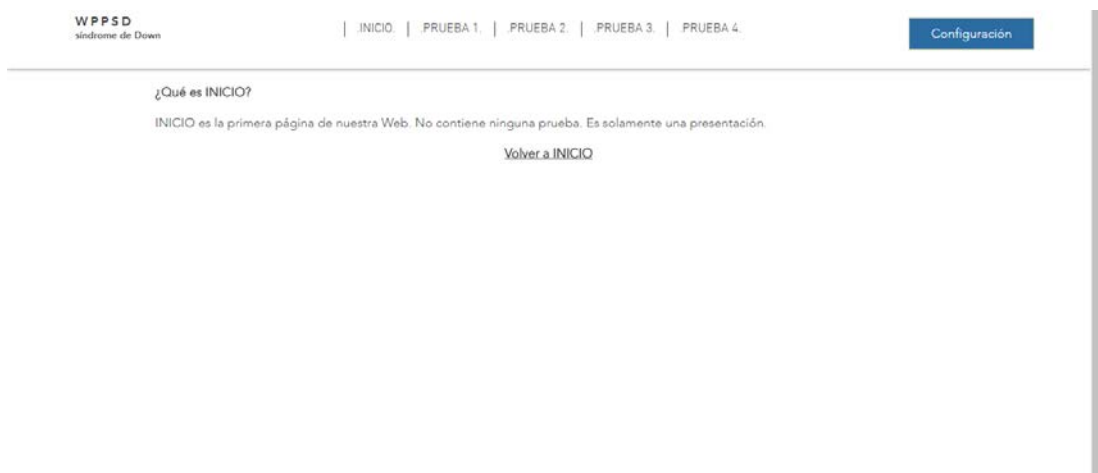 WPPSD
síndrome de Down
| .INICIO. | .PRUEBA 1. | .PRUEBA 2. | .PRUEBA 3. | .PRUEBA 4.
Configuración
¿Qué es INICIO?
INICIO es la primera página de nuestra Web. No contiene ninguna prueba. Es solamente una presentación.
Volver a INICIO